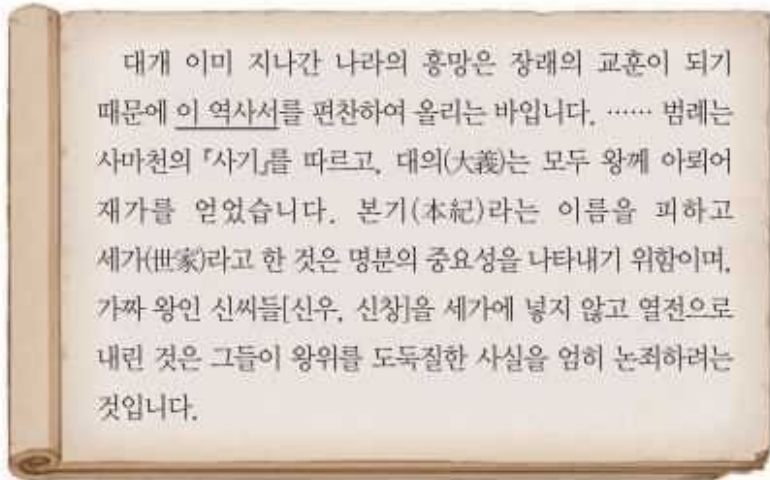 대개 이미 지나간 나라의 흥망은 장래의 교훈이 되기
때문에 이 역사서를 편찬하여 올리는 바입니다. …… 범례는
사마천의 『사기』를 따르고, 대의(大義)는 모두 왕께 아뢰어
재가를 얻었습니다. 본기(本紀)라는 이름을 피하고
세가(世家)라고 한 것은 명분의 중요성을 나타내기 위함이며,
가짜 왕인 신씨들[신우, 신창]을 세가에 넣지 않고 열전으로
내린 것은 그들이 왕위를 도둑질한 사실을 엄히 논죄하려는
것입니다.